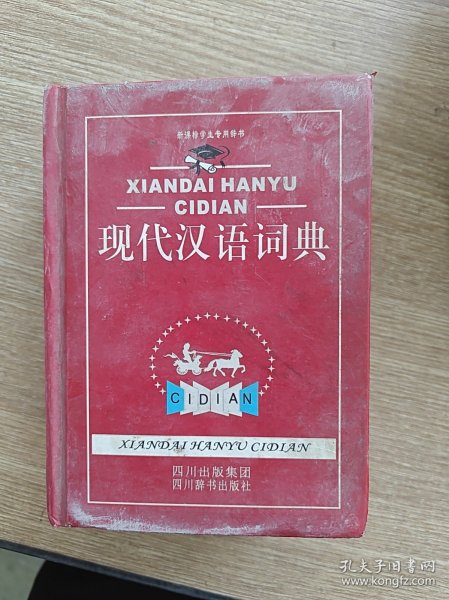 新课标学生专用辞书
XIANDAI HANYU
CIDIAN
现代汉语词典
CIDIAN
XIANDAI HANYU CIDIAN
四川出版集团
四川辞书出版社
孔夫子旧书网
www.kongfz.com